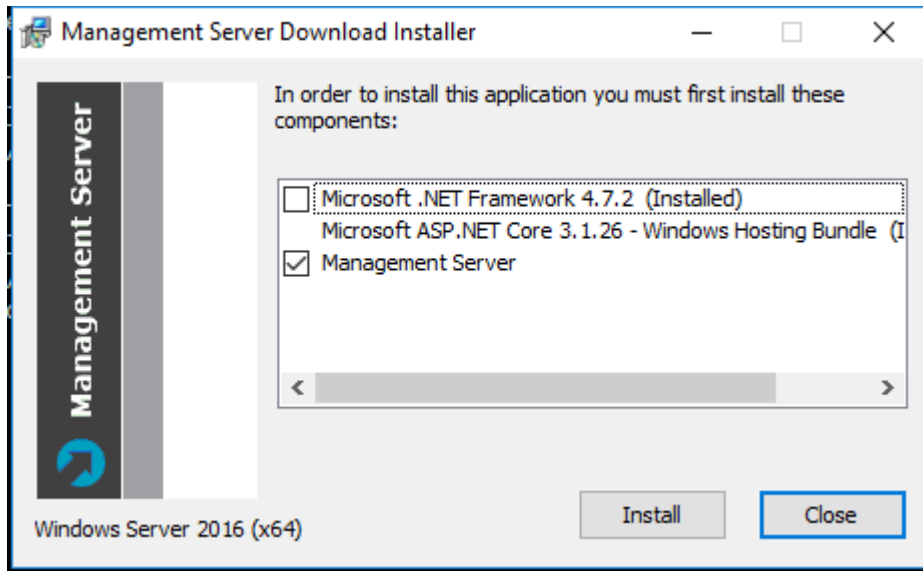 Management Server Download Installer
In order to install this application you must first install these
components:
Microsoft .NET Framework 4.7.2 (Installed)
Microsoft ASP.NET Core 3.1.26 - Windows Hosting Bundle (I
Management Server
Management Server
Windows Server 2016 (x64)
Install
Close